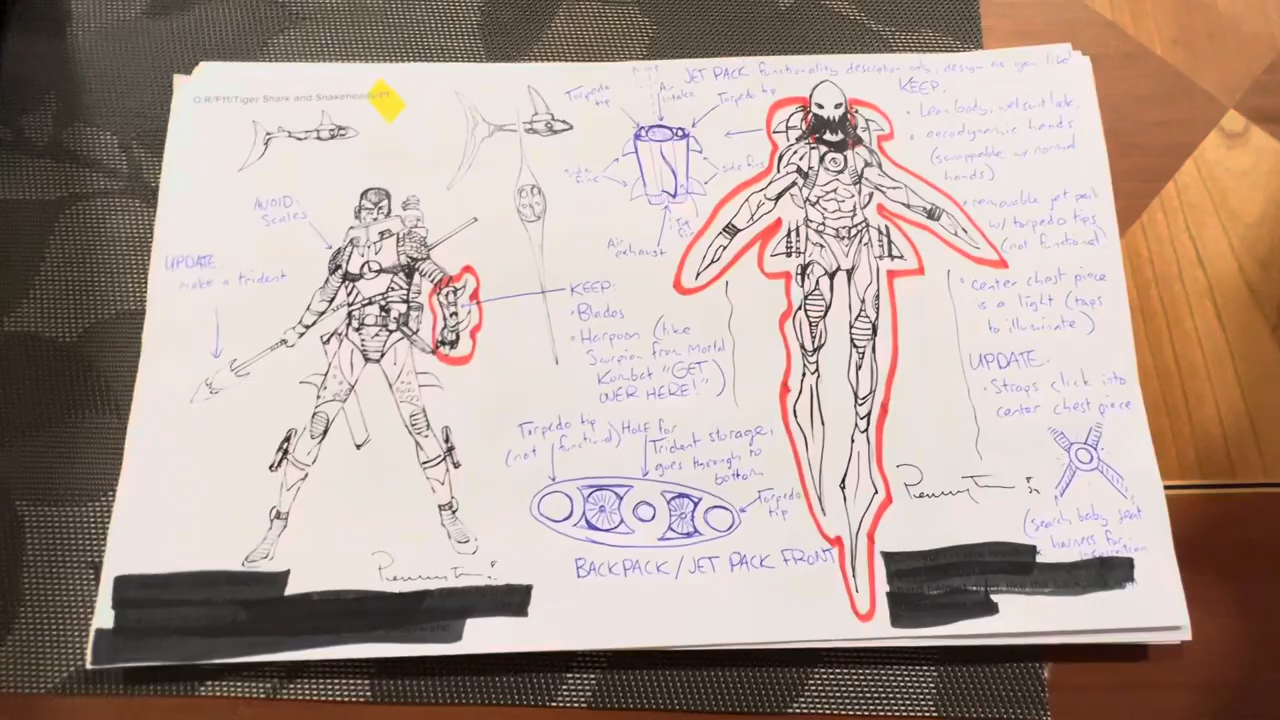 O.R/F11/Tiger Shark and Snakehead
AVOID:
Scales
UPDATE:
make a trident
KEEP:
• Blades
• Harpoon (like
Scorpion from Mortal
Kombat "GET
OVER HERE!")
JET PACK: functionality description only, design as you like
Torpedo
tip
Air
intake
Torpedo tip
side
fins
side fins
Top
fin
Air
exhaust
Torpedo tip
(not functional)
Hole for
Trident storage,
goes through to
bottom
Torpedo
tip
BACKPACK/JET PACK FRONT
KEEP:
• Lean body, wetsuit look,
• aerodynamic hands
(swappable w/ normal
hands)
• removable jet pack
w/ torpedo tips
(not functional)
• center chest piece
is a light (taps
to illuminate)
UPDATE:
• Straps click into
center chest piece
(search baby seat
harness for
inspiration